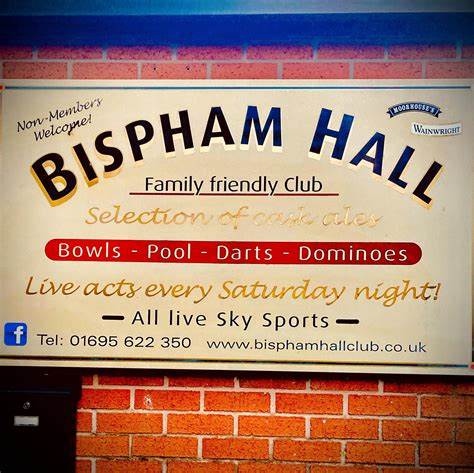 Non-Members
Welcome!
MOORHOUSE'S
WAINWRIGHT
BISPHAM HALL
Family friendly Club
Selection of cask ales
Bowls - Pool - Darts - Dominoes
Live acts every Saturday night!
All live Sky Sports
f Tel: 01695 622 350 www.bisphamhallclub.co.uk